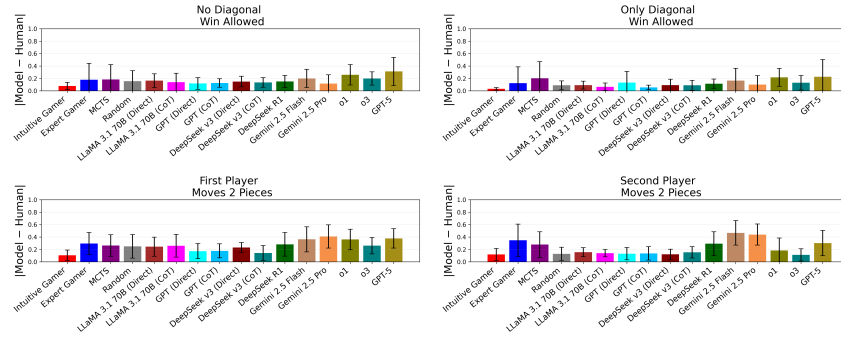 No Diagonal
Win Allowed
|Model − Human|
1.0
0.8
0.6
0.4
0.2
0.0
Intuitive Gamer
Expert Gamer
MCTS
Random
LLaMA 3.1 70B (Direct)
LLaMA 3.1 70B (CoT)
GPT (Direct)
GPT (CoT)
DeepSeek v3 (Direct)
DeepSeek v3 (CoT)
DeepSeek R1
Gemini 2.5 Flash
Gemini 2.5 Pro
o1
o3
GPT-5
Only Diagonal
Win Allowed
|Model − Human|
1.0
0.8
0.6
0.4
0.2
0.0
Intuitive Gamer
Expert Gamer
MCTS
Random
LLaMA 3.1 70B (Direct)
LLaMA 3.1 70B (CoT)
GPT (Direct)
GPT (CoT)
DeepSeek v3 (Direct)
DeepSeek v3 (CoT)
DeepSeek R1
Gemini 2.5 Flash
Gemini 2.5 Pro
o1
o3
GPT-5
First Player
Moves 2 Pieces
|Model − Human|
1.0
0.8
0.6
0.4
0.2
0.0
Intuitive Gamer
Expert Gamer
MCTS
Random
LLaMA 3.1 70B (Direct)
LLaMA 3.1 70B (CoT)
GPT (Direct)
GPT (CoT)
DeepSeek v3 (Direct)
DeepSeek v3 (CoT)
DeepSeek R1
Gemini 2.5 Flash
Gemini 2.5 Pro
o1
o3
GPT-5
Second Player
Moves 2 Pieces
|Model − Human|
1.0
0.8
0.6
0.4
0.2
0.0
Intuitive Gamer
Expert Gamer
MCTS
Random
LLaMA 3.1 70B (Direct)
LLaMA 3.1 70B (CoT)
GPT (Direct)
GPT (CoT)
DeepSeek v3 (Direct)
DeepSeek v3 (CoT)
DeepSeek R1
Gemini 2.5 Flash
Gemini 2.5 Pro
o1
o3
GPT-5